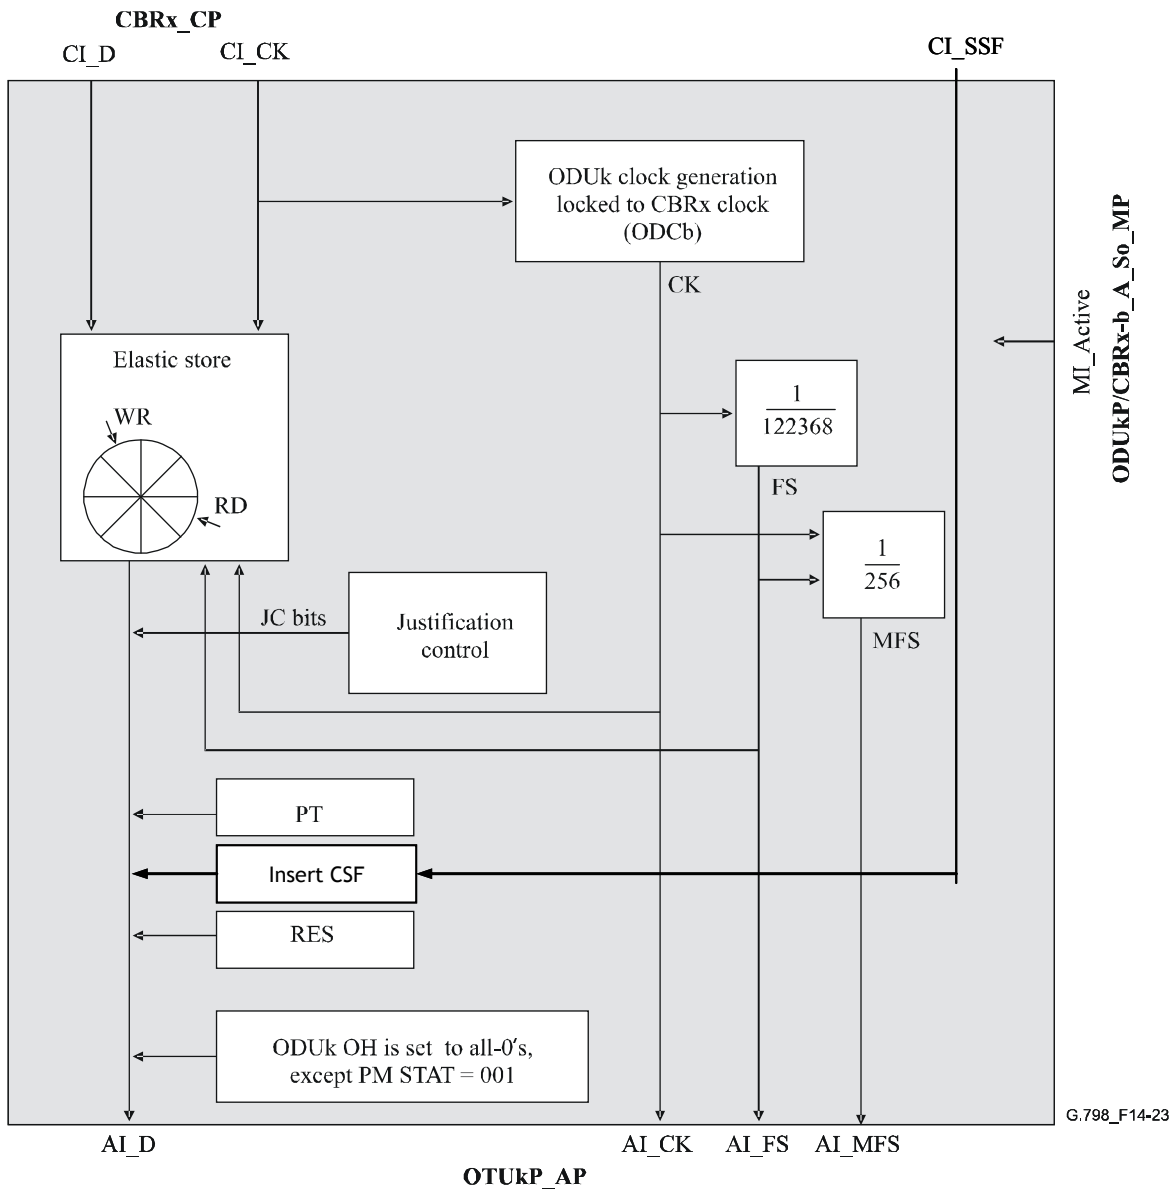 CBRx_CP
CI_D
CI_CK
CI_SSF
ODUk clock generation
locked to CBRx clock
(ODCb)
CK
MI_Active
ODUkP/CBRx-b_A_So_MP
Elastic store
WR
RD
1
122368
FS
1
256
MFS
JC bits
Justification
control
PT
Insert CSF
RES
ODUk OH is set to all-0's,
except PM STAT = 001
G.798_F14-23
AI_D
AI_CK
AI_FS
AI_MFS
OTUkP_AP